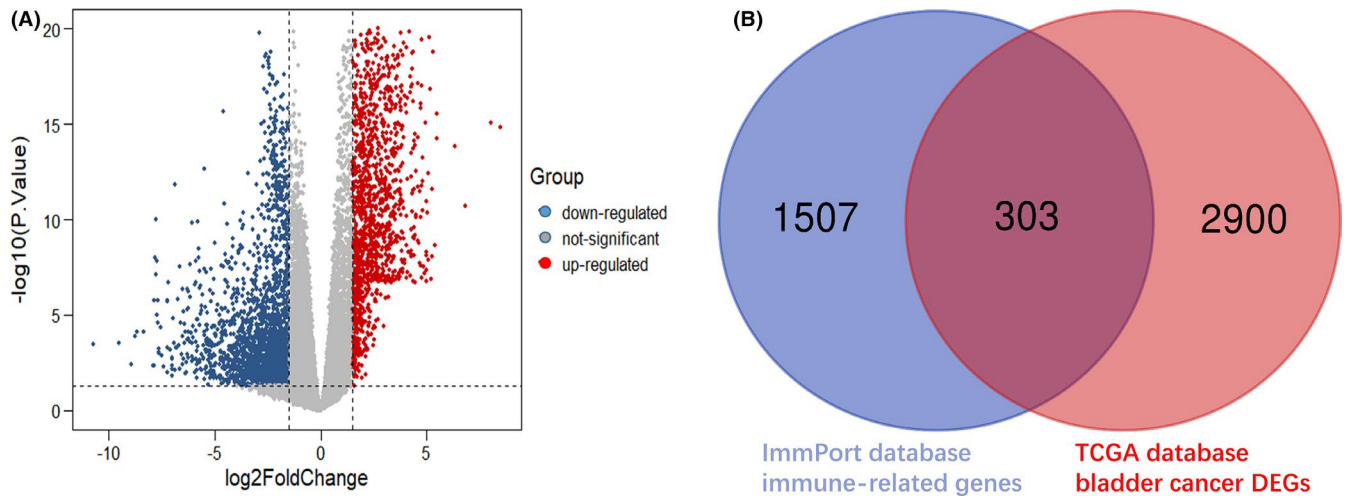 (A)
20
15
10
5
0
-log10(P.Value)
-10
-5
0
5
log2FoldChange
Group
down-regulated
not-significant
up-regulated
(B)
1507
303
2900
ImmPort database
immune-related genes
TCGA database
bladder cancer DEGs